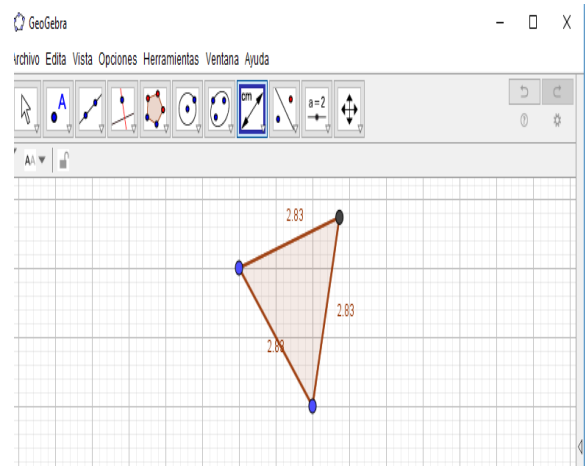 GeoGebra
Archivo Edita Vista Opciones Herramientas Ventana Ayuda
A
cm
a=2
AA
2.83
2.83
2.83